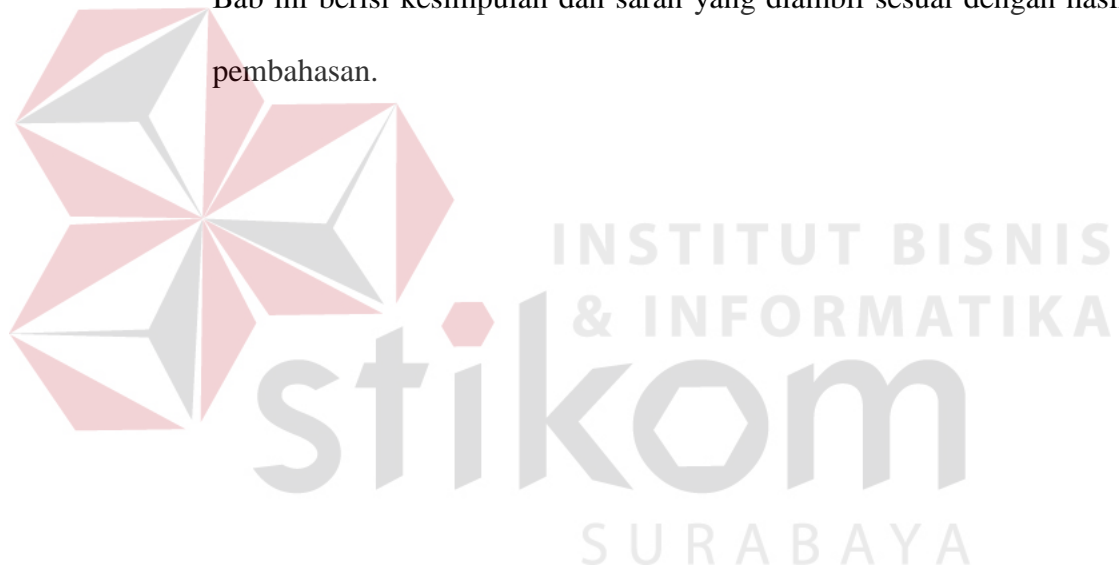 Bab ini berisi kesimpulan dan saran yang diambil sesuai dengan hasil
pembahasan.
INSTITUT BISNIS
& INFORMATIKA
stikom
SURABAYA